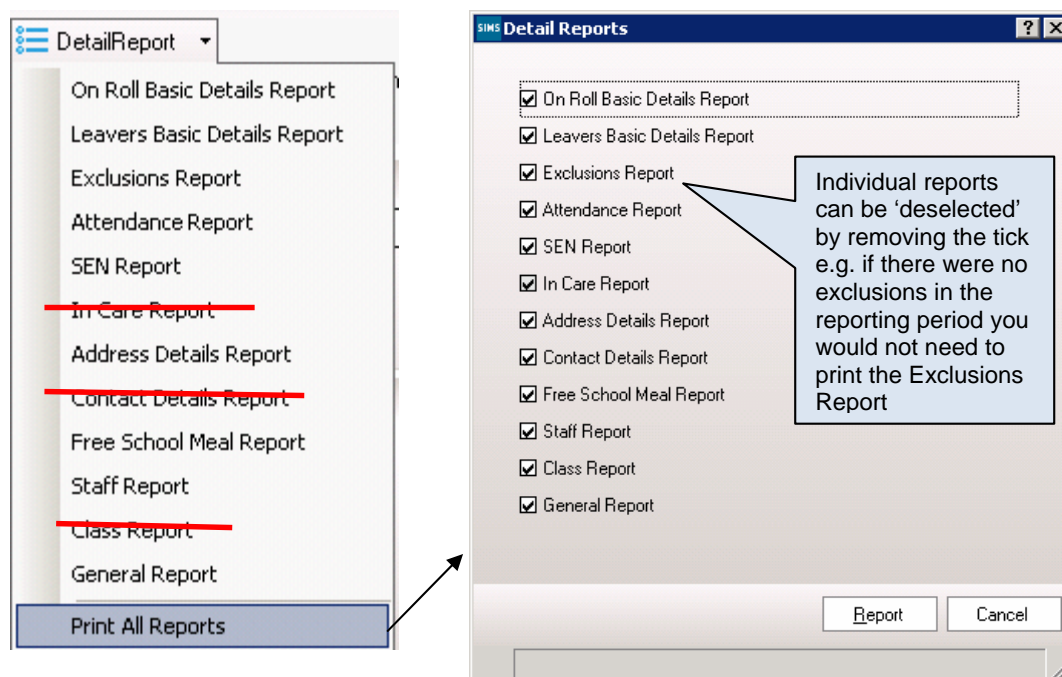 DetailReport
On Roll Basic Details Report
Leavers Basic Details Report
Exclusions Report
Attendance Report
SEN Report
In Care Report
Address Details Report
Contact Details Report
Free School Meal Report
Staff Report
Class Report
General Report
Print All Reports
SIMS Detail Reports
On Roll Basic Details Report
Leavers Basic Details Report
Exclusions Report
Attendance Report
SEN Report
In Care Report
Address Details Report
Contact Details Report
Free School Meal Report
Staff Report
Class Report
General Report
Individual reports
can be ‘deselected’
by removing the tick
e.g. if there were no
exclusions in the
reporting period you
would not need to
print the Exclusions
Report
Report Cancel